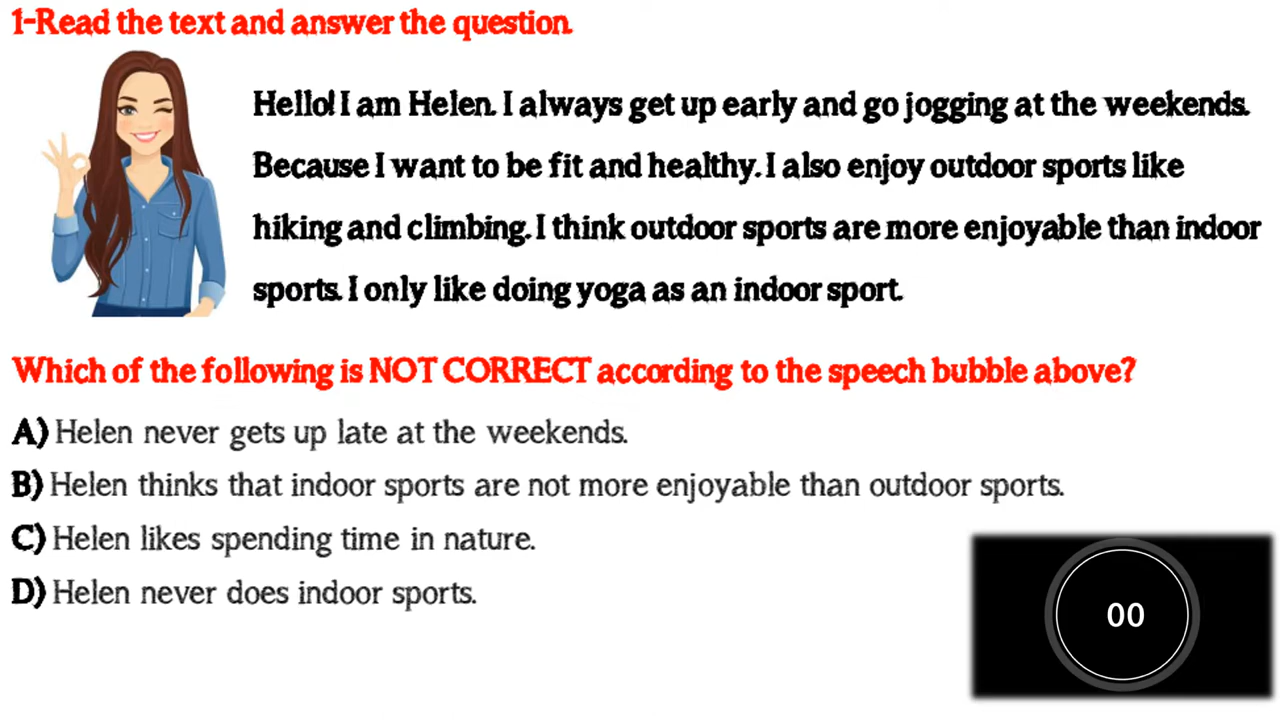 1-Read the text and answer the question.
Hello! I am Helen. I always get up early and go jogging at the weekends.
Because I want to be fit and healthy. I also enjoy outdoor sports like
hiking and climbing. I think outdoor sports are more enjoyable than indoor
sports. I only like doing yoga as an indoor sport.
Which of the following is NOT CORRECT according to the speech bubble above?
A) Helen never gets up late at the weekends.
B) Helen thinks that indoor sports are not more enjoyable than outdoor sports.
C) Helen likes spending time in nature.
D) Helen never does indoor sports.
00